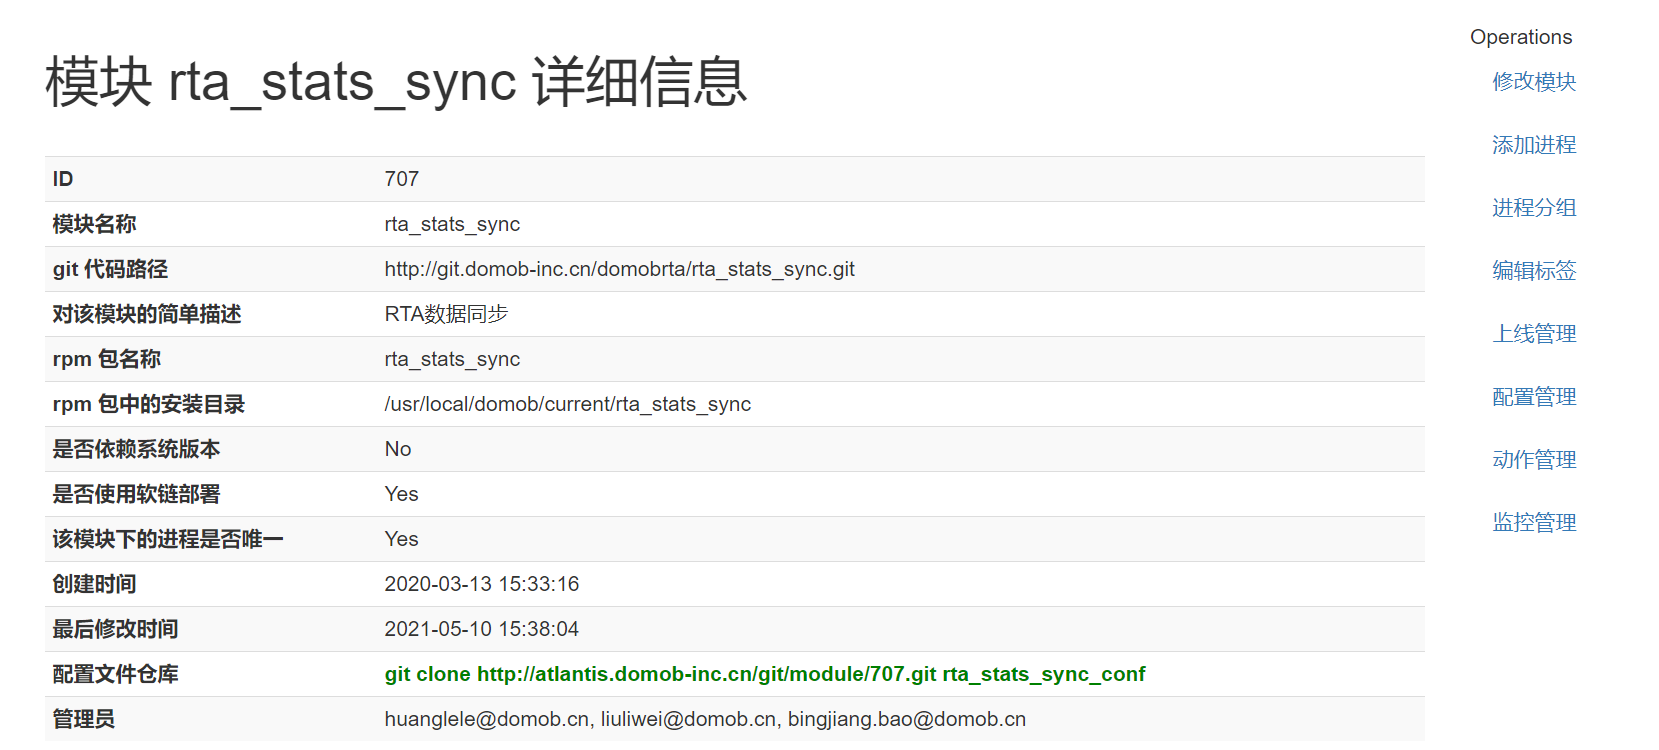 模块 rta_stats_sync 详细信息
ID 707
模块名称 rta_stats_sync
git 代码路径 http://git.domob-inc.cn/domobrta/rta_stats_sync.git
对该模块的简单描述 RTA数据同步
rpm 包名称 rta_stats_sync
rpm 包中的安装目录 /usr/local/domob/current/rta_stats_sync
是否依赖系统版本 No
是否使用软链部署 Yes
该模块下的进程是否唯一 Yes
创建时间 2020-03-13 15:33:16
最后修改时间 2021-05-10 15:38:04
配置文件仓库 git clone http://atlantis.domob-inc.cn/git/module/707.git rta_stats_sync_conf
管理员 huanglele@domob.cn, liuliwei@domob.cn, bingjiang.bao@domob.cn
Operations
修改模块
添加进程
进程分组
编辑标签
上线管理
配置管理
动作管理
监控管理